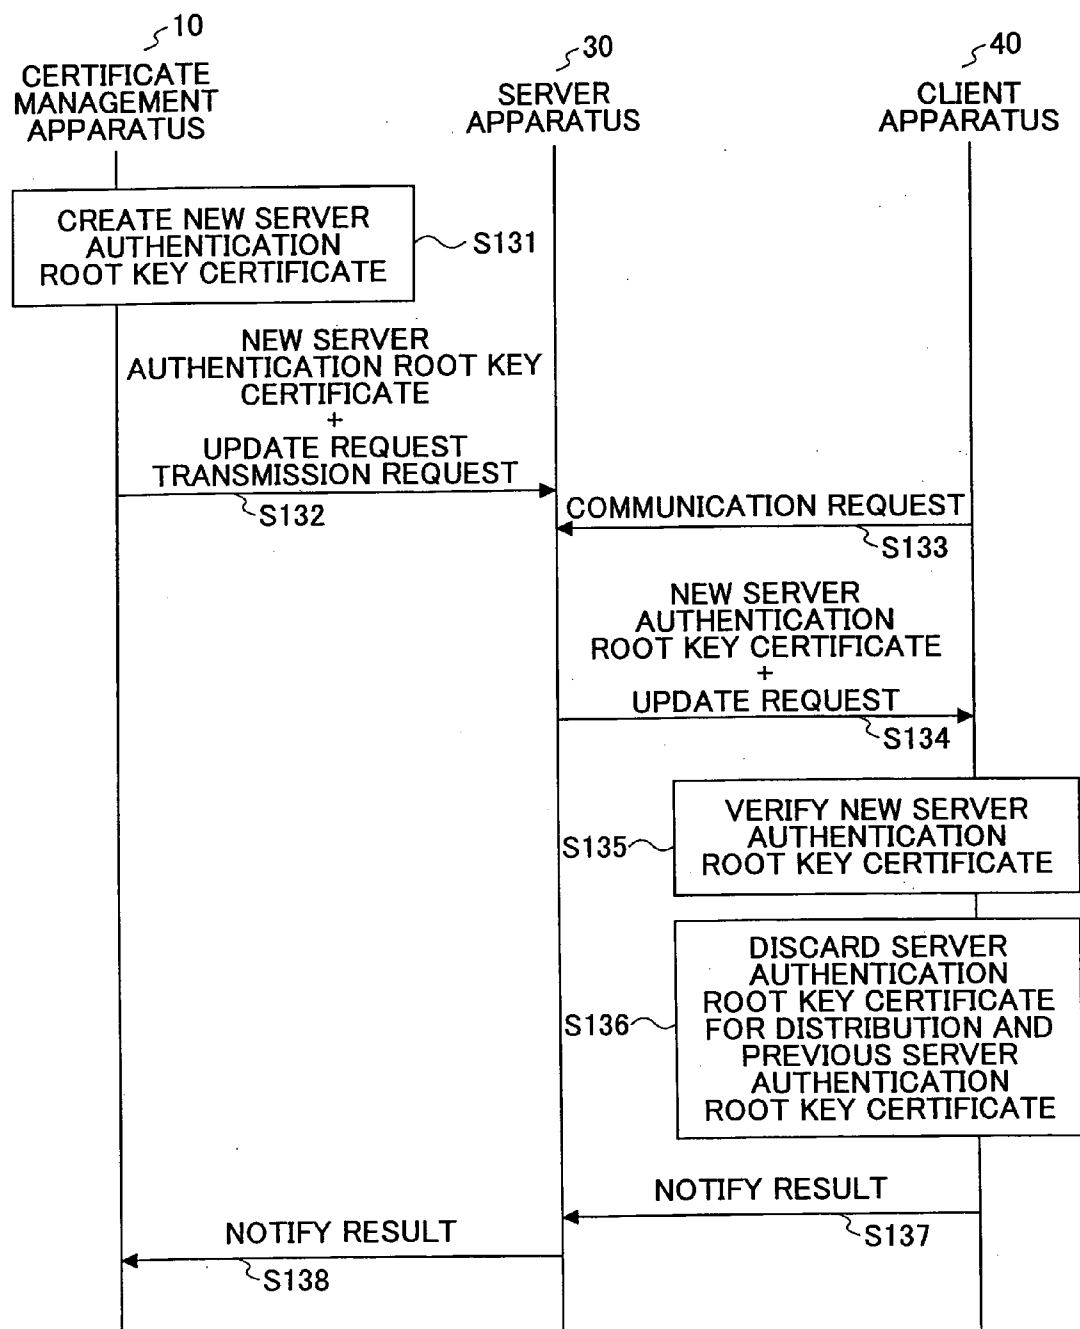 10
CERTIFICATE
MANAGEMENT
APPARATUS
30
SERVER
APPARATUS
40
CLIENT
APPARATUS
CREATE NEW SERVER
AUTHENTICATION
ROOT KEY CERTIFICATE
S131
NEW SERVER
AUTHENTICATION ROOT KEY
CERTIFICATE
+
UPDATE REQUEST
TRANSMISSION REQUEST
S132
COMMUNICATION REQUEST
S133
NEW SERVER
AUTHENTICATION
ROOT KEY CERTIFICATE
+
UPDATE REQUEST
S134
VERIFY NEW SERVER
AUTHENTICATION
ROOT KEY CERTIFICATE
S135
DISCARD SERVER
AUTHENTICATION
ROOT KEY CERTIFICATE
FOR DISTRIBUTION AND
PREVIOUS SERVER
AUTHENTICATION
ROOT KEY CERTIFICATE
S136
NOTIFY RESULT
S137
NOTIFY RESULT
S138